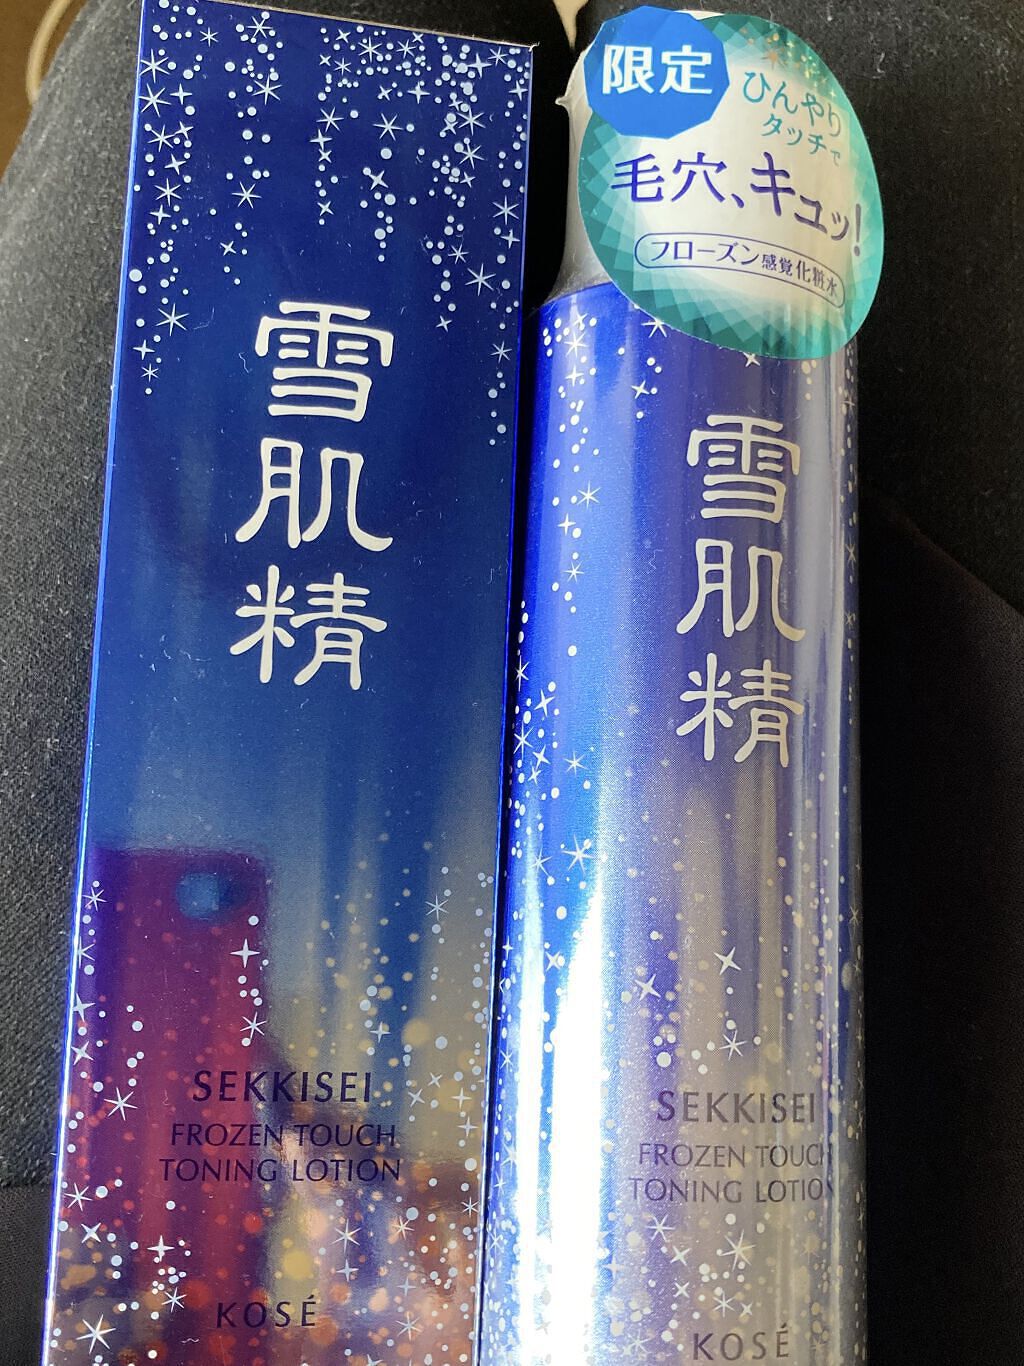 雪肌精
SEKKISEI
FROZEN TOUCH
TONING LOTION
KOSÉ
限定
ひんやり
タッチで
毛穴、キュッ!
フローズン感覚化粧水
雪肌精
SEKKISEI
FROZEN TOUCH
TONING LOTION
KOSÉ